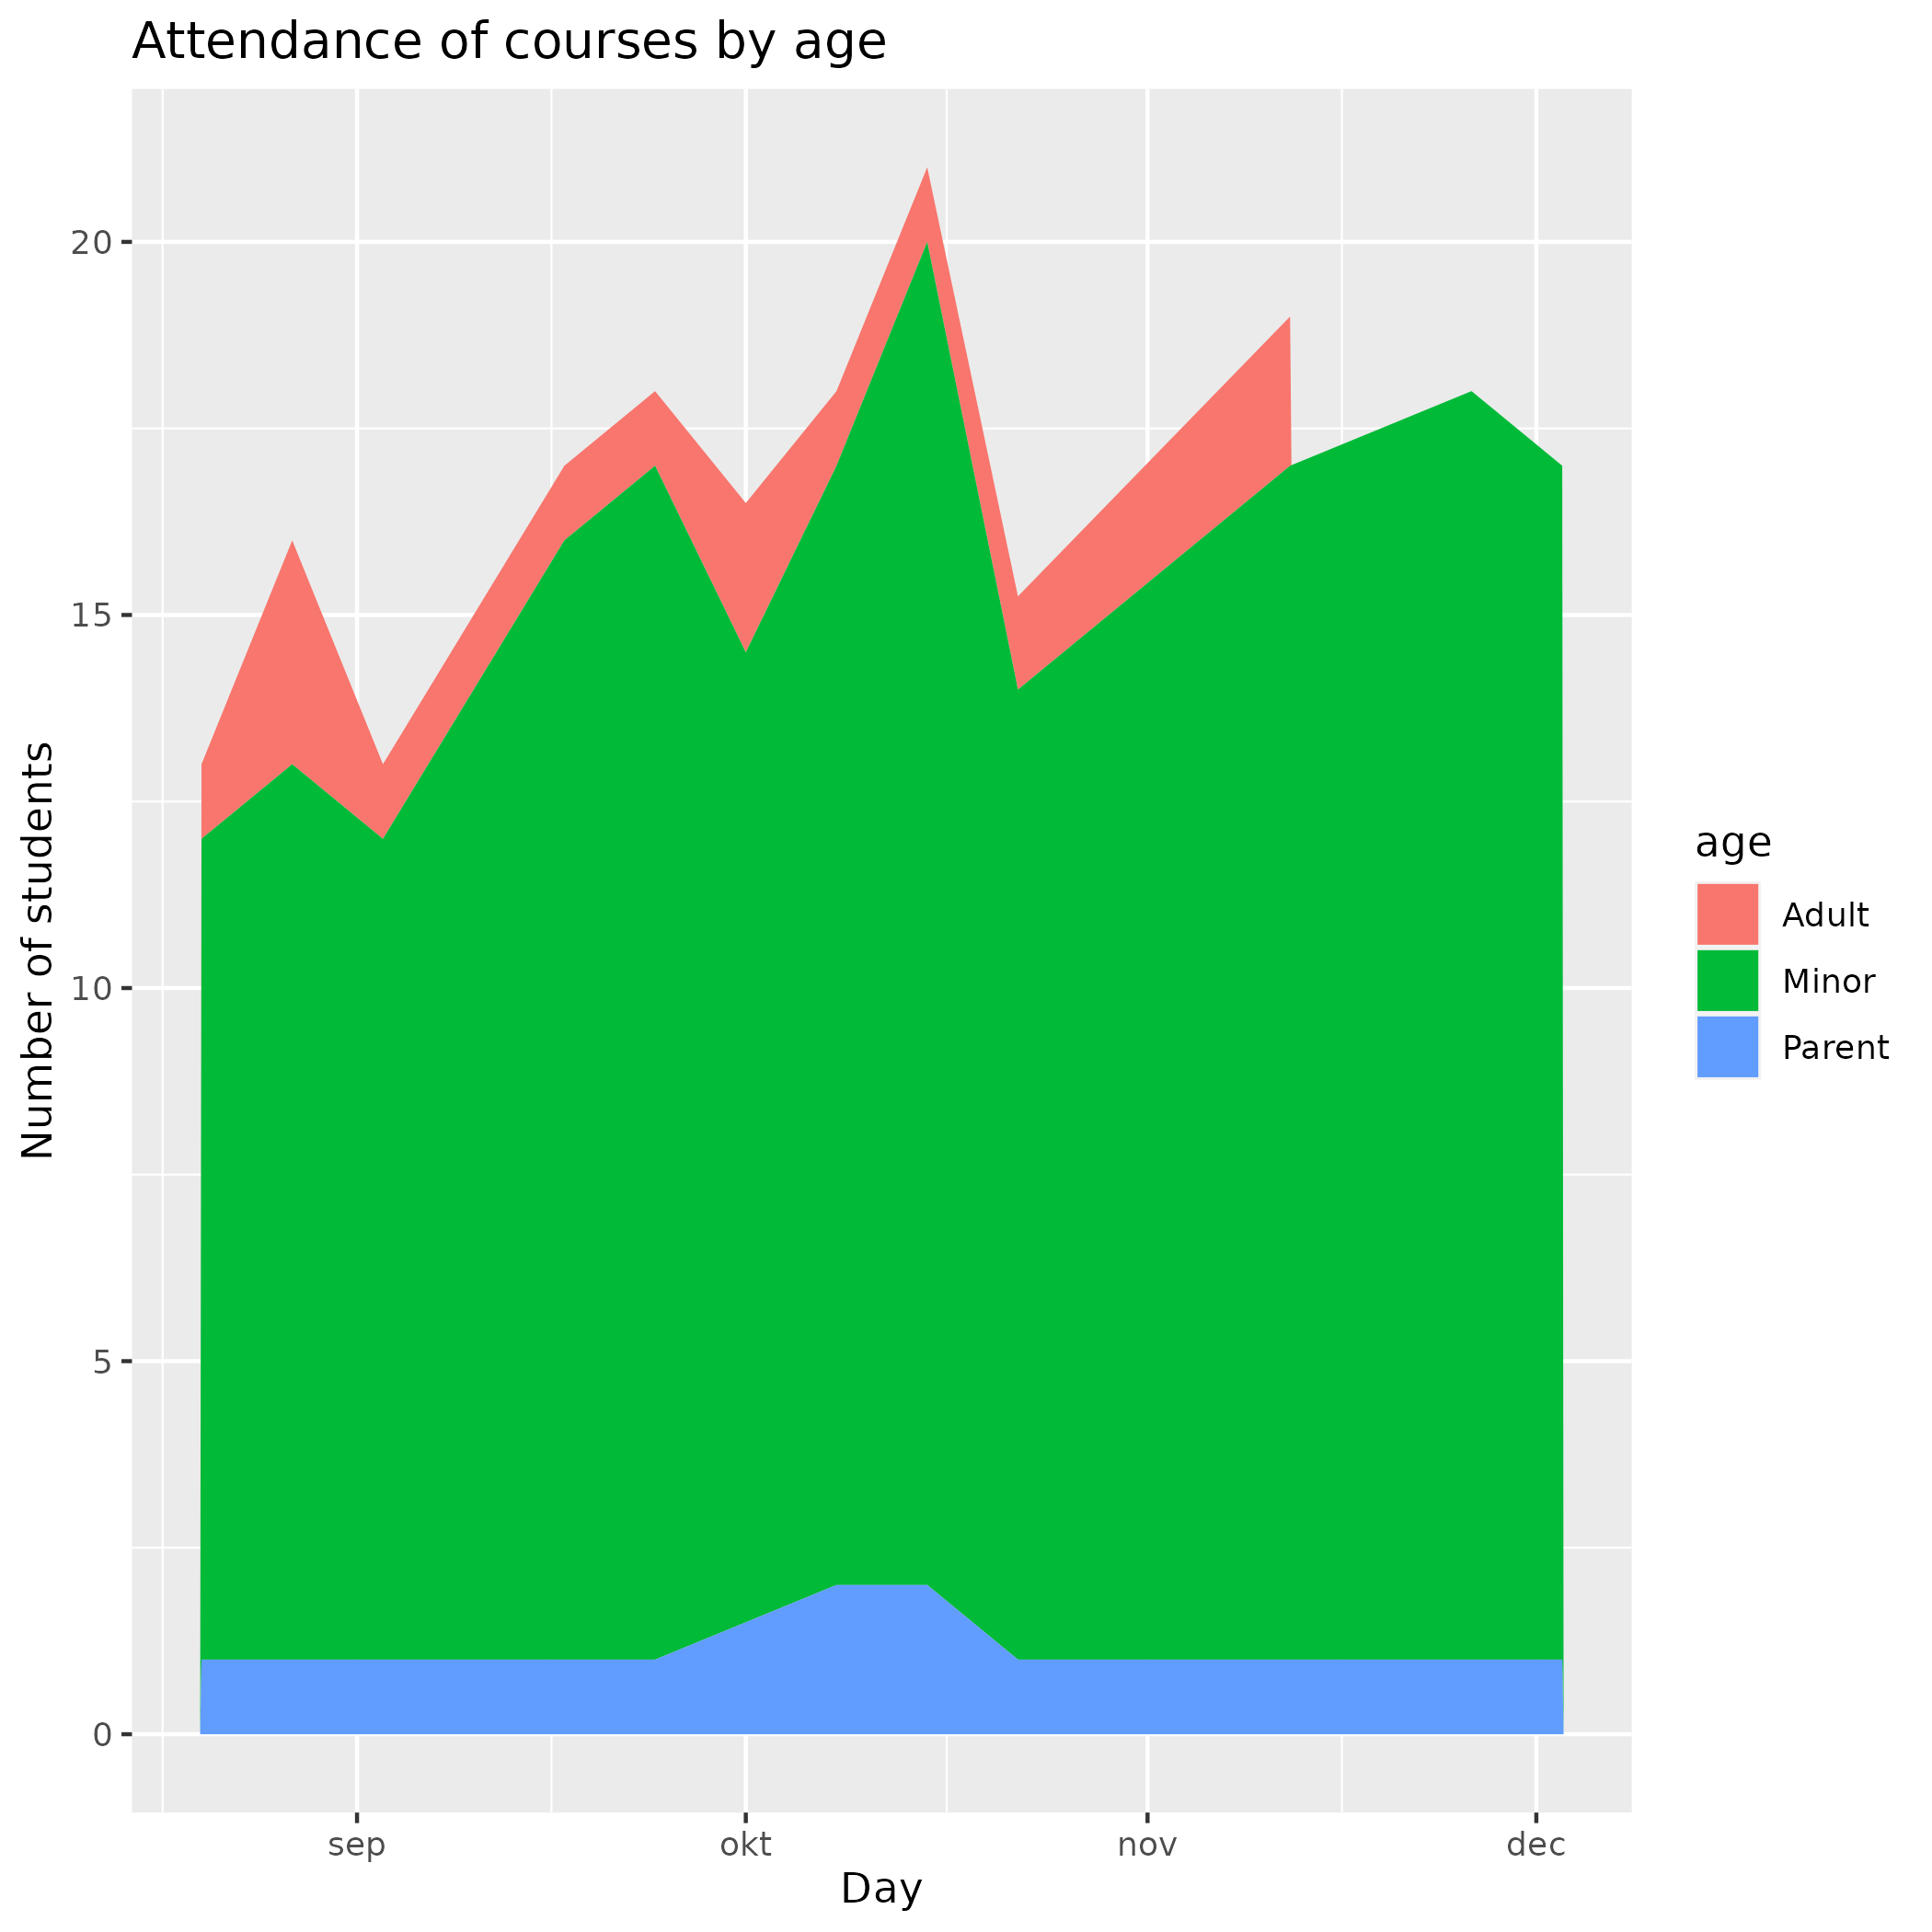 Attendance of courses by age
20
15
10
5
0
Number of students
sep okt nov dec
Day
age
Adult
Minor
Parent